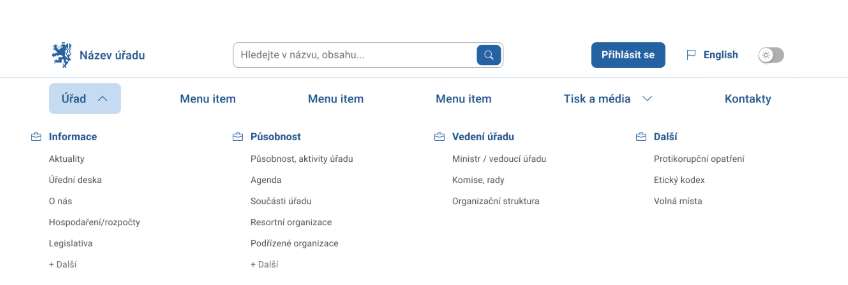 Název úřadu
Hledejte v názvu, obsahu...
Přihlásit se
English
Úřad
Menu item
Menu item
Menu item
Tisk a média
Kontakty
Informace
Aktuality
Úřední deska
O nás
Hospodaření/rozpočty
Legislativa
+ Další
Působnost
Působnost, aktivity úřadu
Agenda
Součásti úřadu
Resortní organizace
Podřízené organizace
+ Další
Vedení úřadu
Ministr / vedoucí úřadu
Komise, rady
Organizační struktura
Další
Protikorupční opatření
Etický kodex
Volná místa